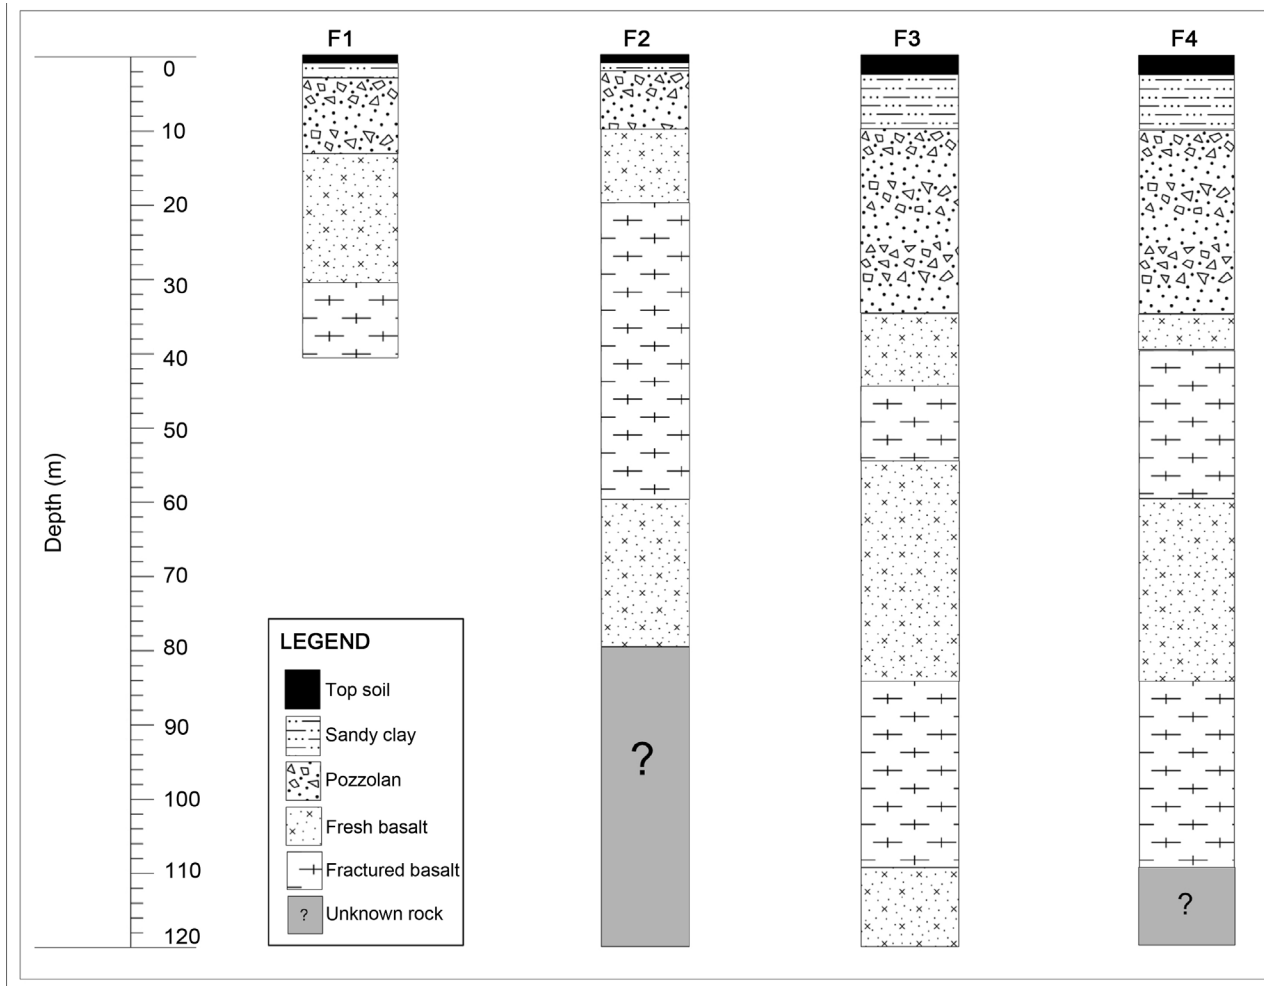 F1 F2 F3 F4
0
10
20
30
40
50
60
70
80
90
100
110
120
Depth (m)
LEGEND
Top soil
Sandy clay
Pozzolan
Fresh basalt
Fractured basalt
? Unknown rock
?
?